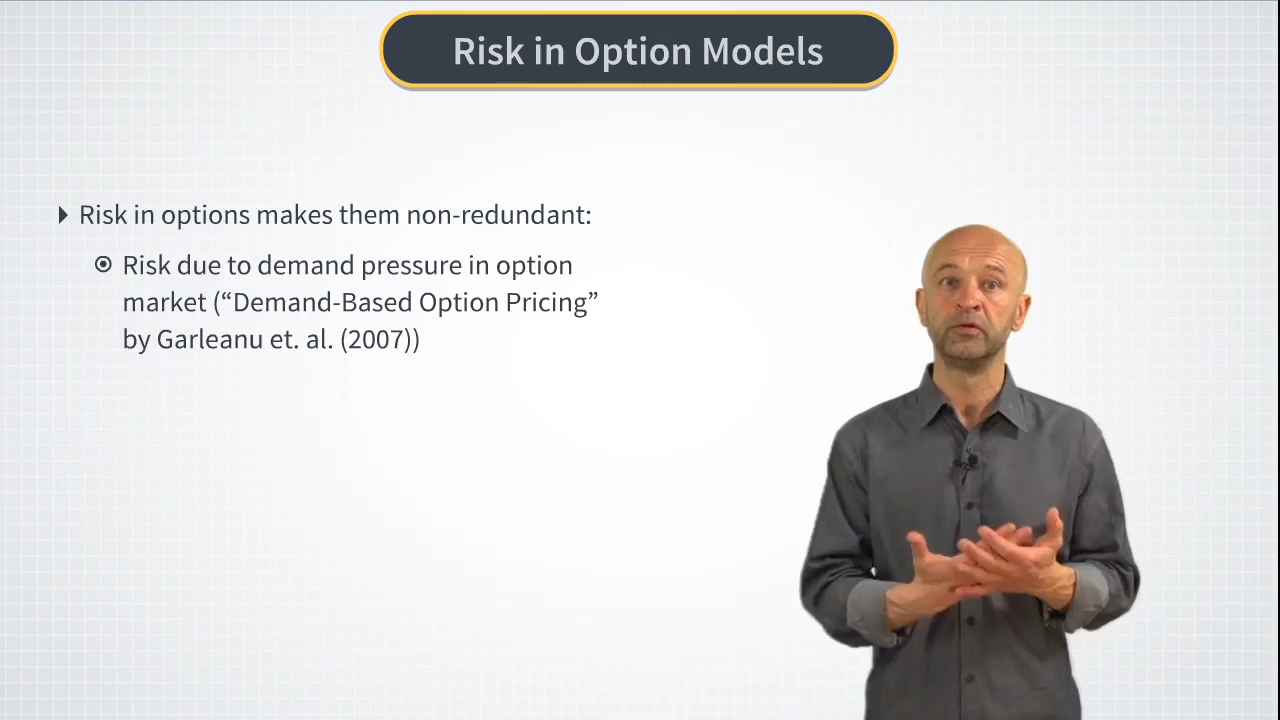 Risk in Option Models
Risk in options makes them non-redundant:
Risk due to demand pressure in option
market (“Demand-Based Option Pricing”
by Garleanu et. al. (2007))